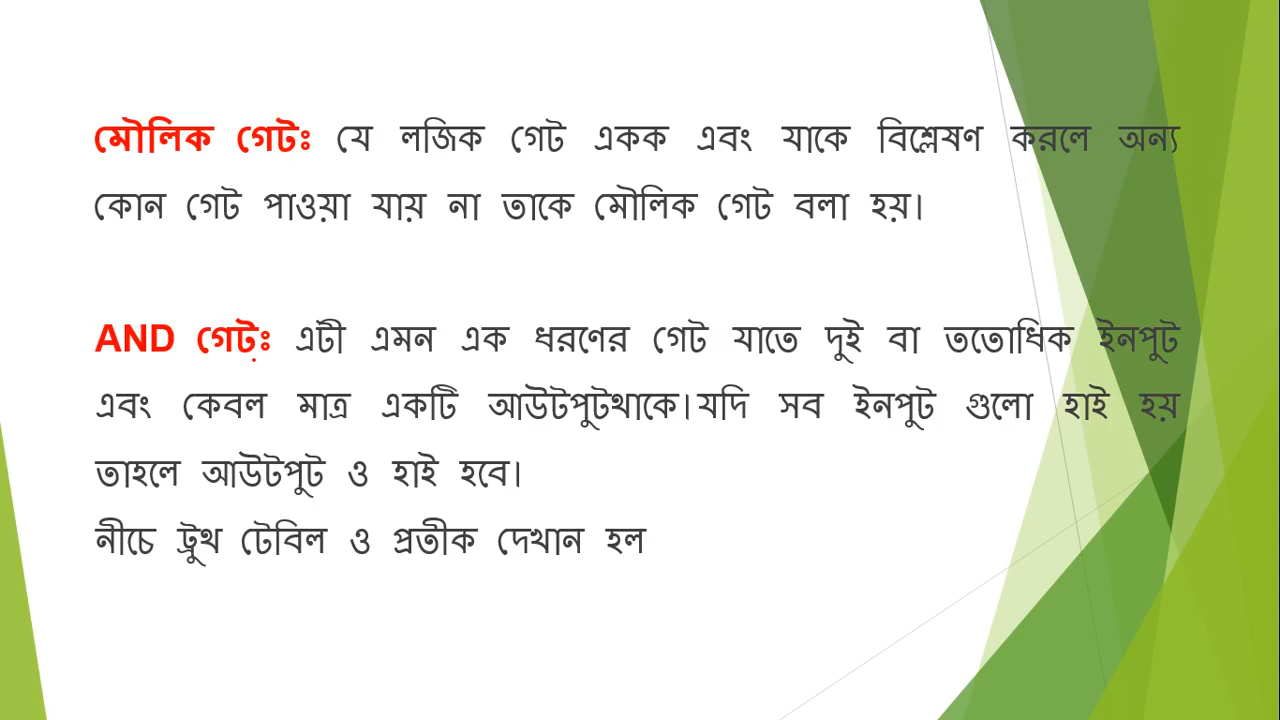 মৌলিক গেটঃ যে লজিক গেট একক এবং যাকে বিশ্লেষণ করলে অন্য
কোন গেট পাওয়া যায় না তাকে মৌলিক গেট বলা হয়।
AND গেট়ঃ এটী এমন এক ধরণের গেট যাতে দুই বা ততোধিক ইনপুট
এবং কেবল মাত্র একটি আউটপুটথাকে।যদি সব ইনপুট গুলো হাই হয়
তাহলে আউটপুট ও হাই হবে।
নীচে ট্রুথ টেবিল ও প্রতীক দেখান হল